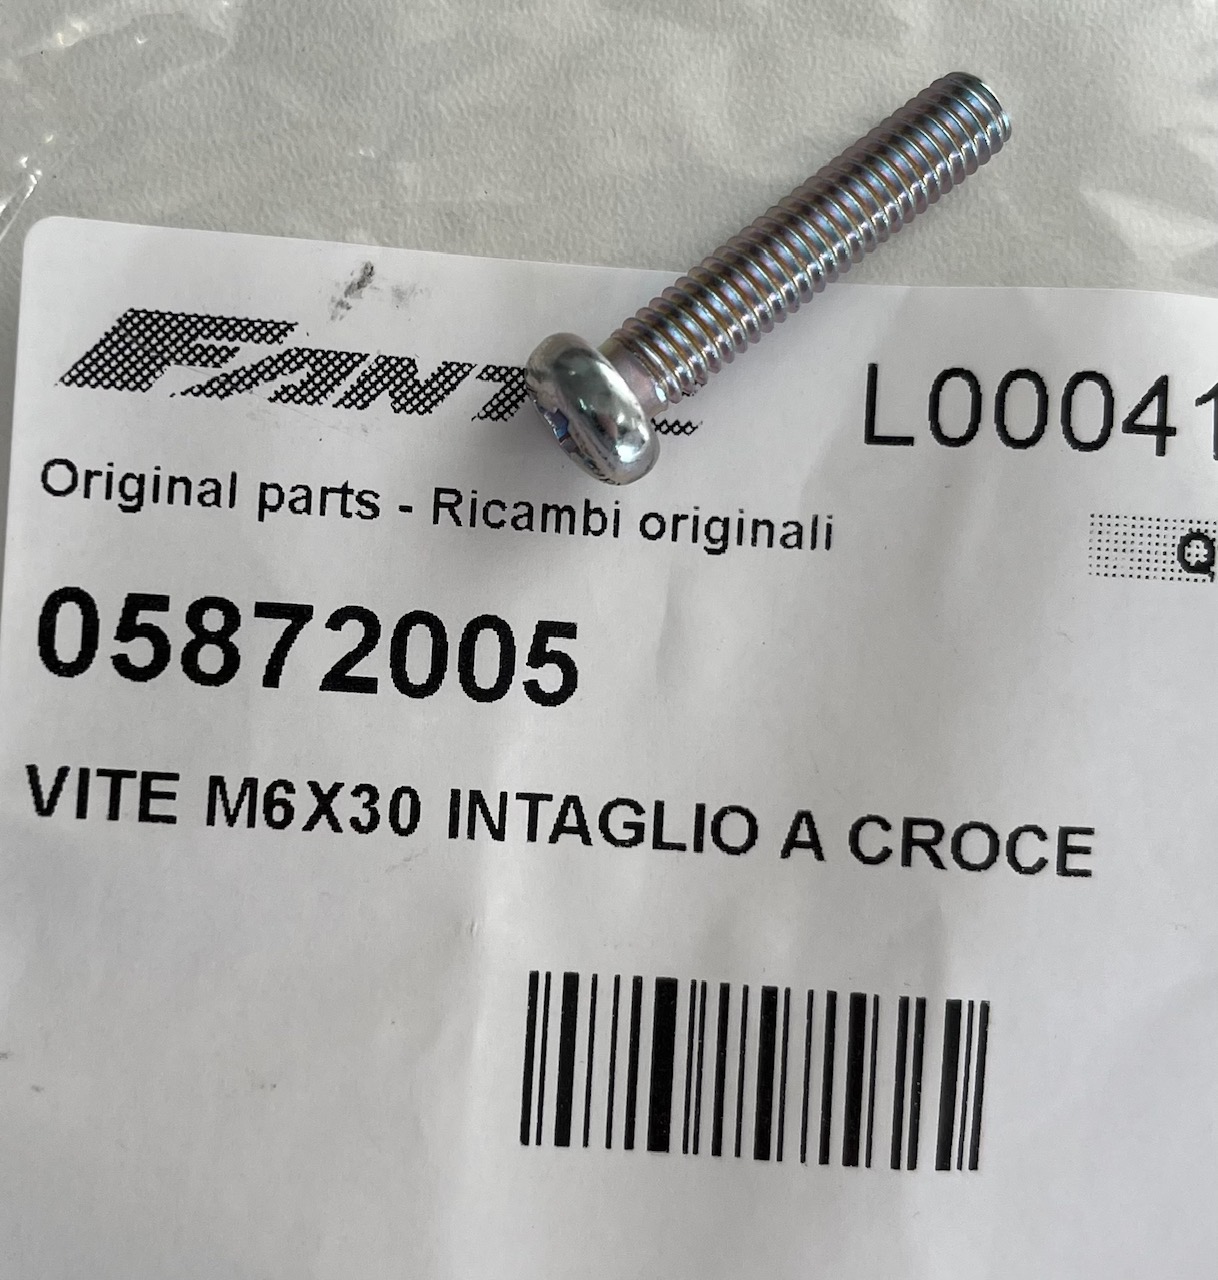 L00041
Original parts - Ricambi originali
Q
05872005
VITE M6X30 INTAGLIO A CROCE